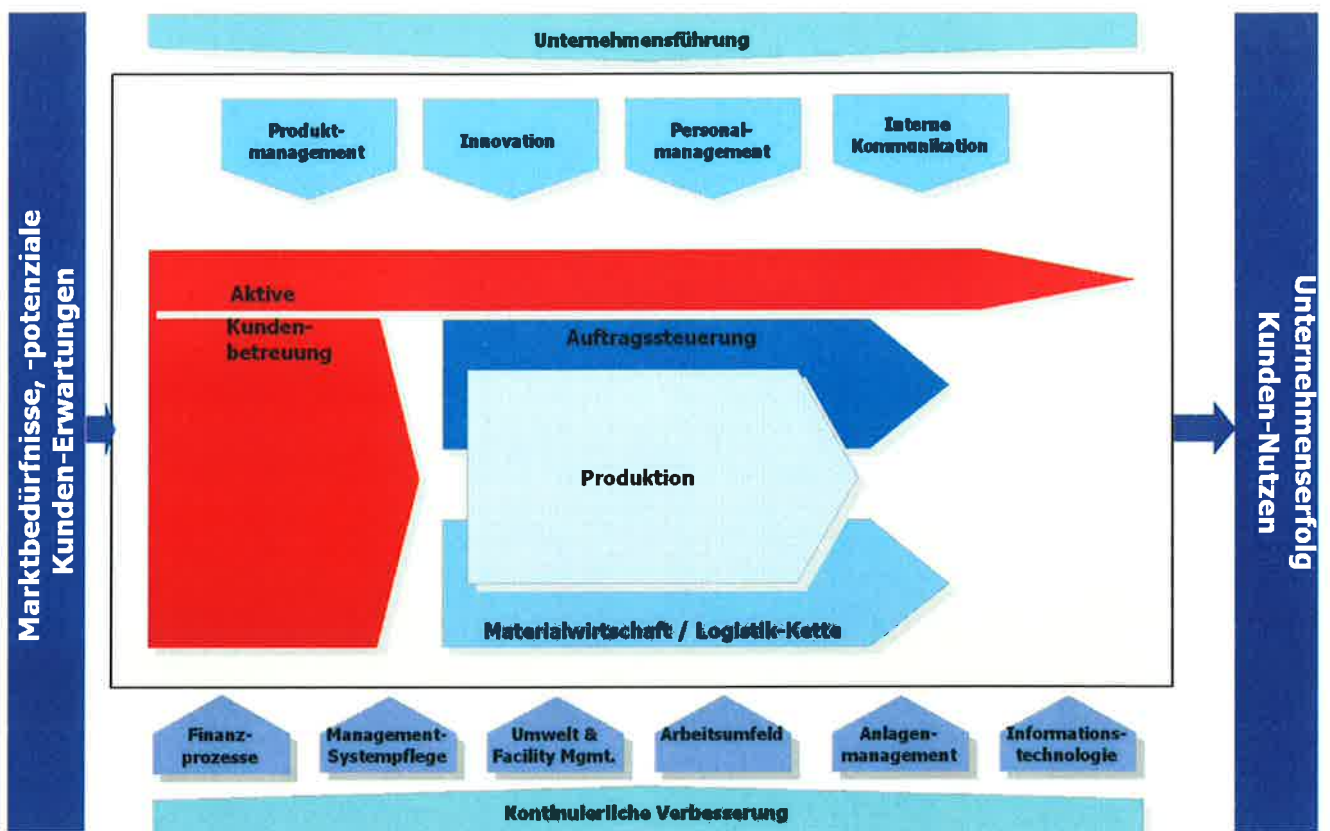 Unternehmensführung
Marktbedürfnisse, -potenziale
Kunden-Erwartungen
Produkt-
management
Innovation
Personal-
management
Interne
Kommunikation
Aktive
Kunden-
betreuung
Auftragssteuerung
Produktion
Materialwirtschaft / Logistik-Kette
Unternehmenserfolg
Kunden-Nutzen
Finanz-
prozesse
Management-
Systempflege
Umwelt &
Facility Mgmt.
Arbeitsumfeld
Anlagen-
management
Informations-
technologie
Kontinuierliche Verbesserung